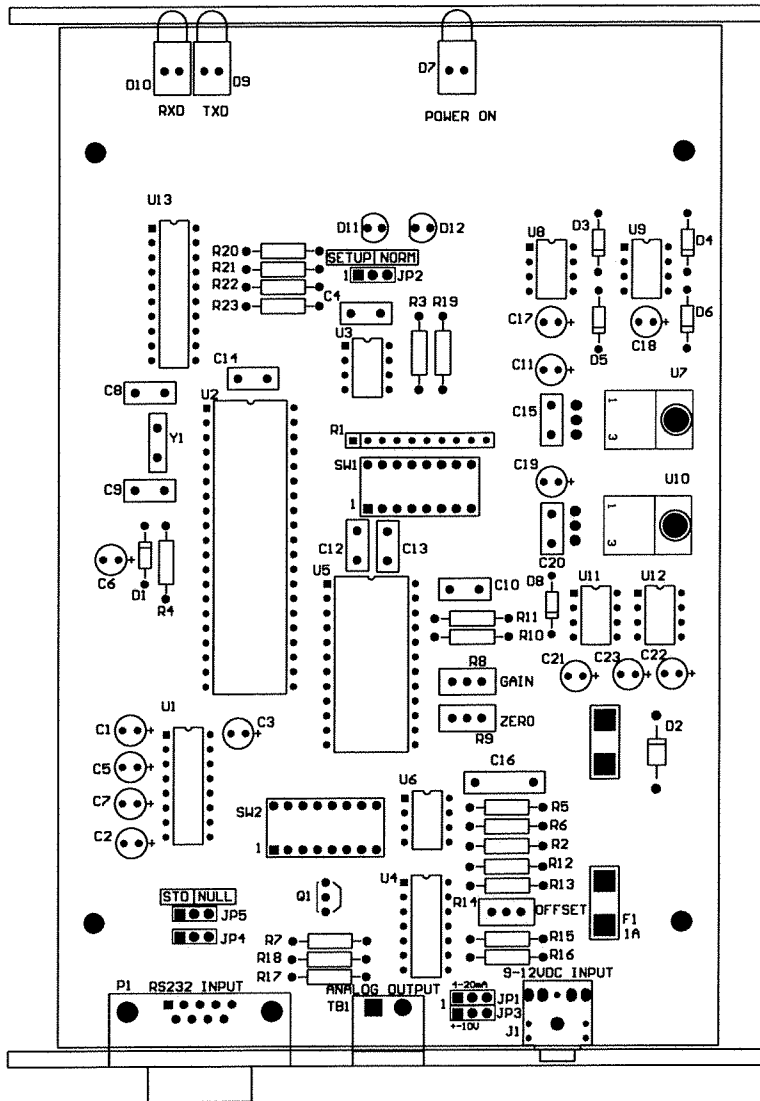 D10
D9
RXD
TXD
D7
POWER ON
U13
D11
D12
R20
R21
R22
R23
SETUP NORM
1
JP2
C4
R3 R19
U3
U8
D3
U9
D4
C17
D5
C18
D6
C14
C11
U7
C8
U2
C15
1
3
Y1
R1
SW1
1
C19
U10
C9
C20
1
3
C12
C13
C6
D1
R4
U5
C10
D8
U11
U12
R11
R10
R8
GAIN
C21
C23
C22
ZERO
R9
U1
C1
C3
C5
C7
C2
D2
C16
U6
SW2
1
R5
R6
R2
R12
R13
Q1
U4
R14
OFFSET
F1
1A
STD NULL
JP5
JP4
R7
R18
R17
R15
R16
P1
RS232 INPUT
ANALOG OUTPUT
TB1
4-20mA
1
JP1
JP3
+-10V
9-12VDC INPUT
J1